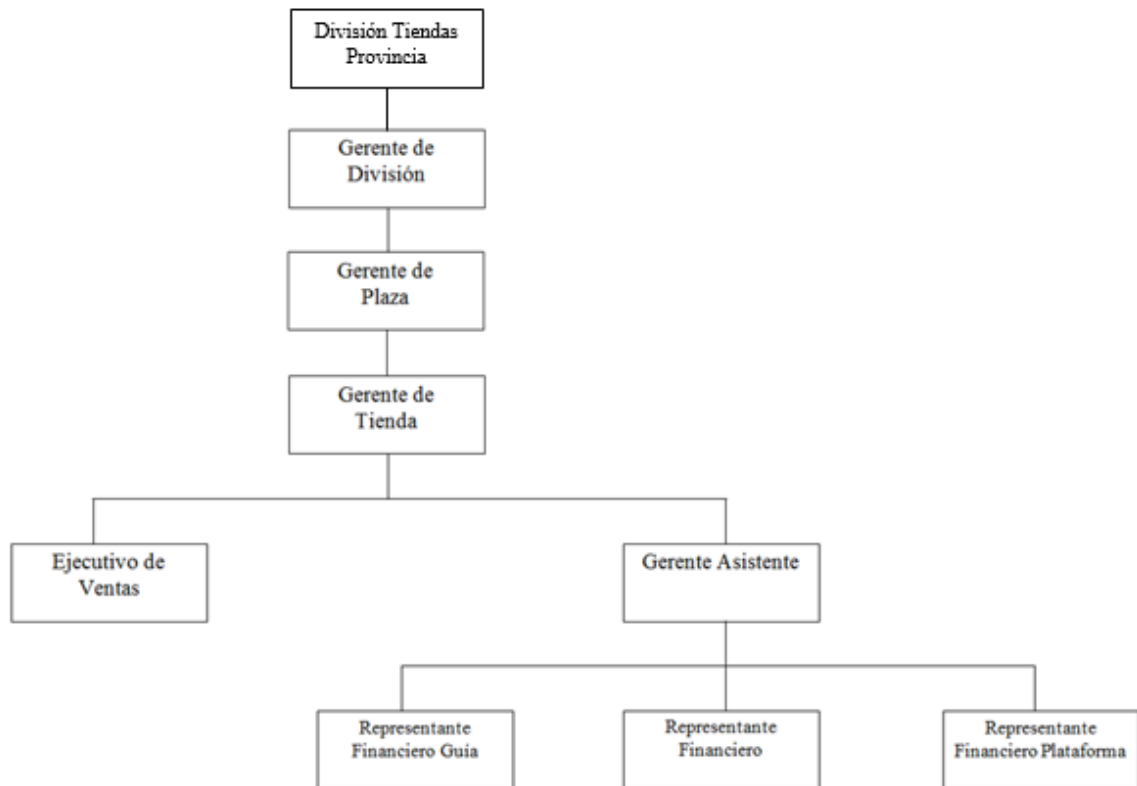 División Tiendas
Provincia
Gerente de
División
Gerente de
Plaza
Gerente de
Tienda
Ejecutivo de
Ventas
Gerente Asistente
Representante
Financiero Guía
Representante
Financiero
Representante
Financiero Plataforma